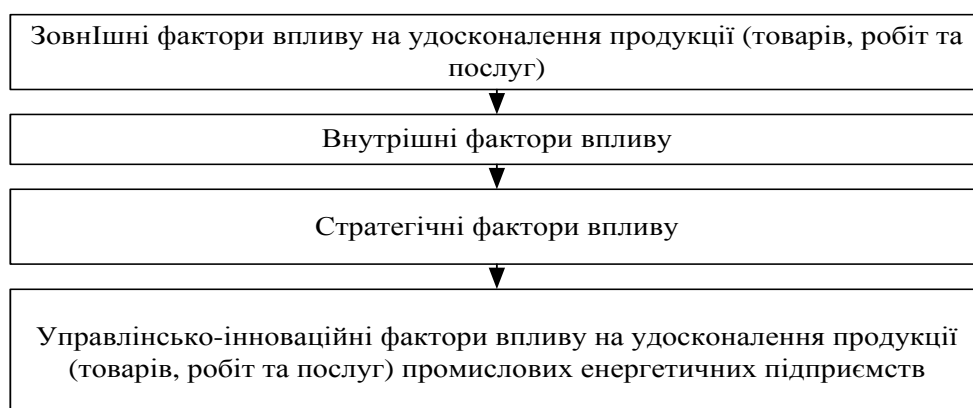 ЗовнІшні фактори впливу на удосконалення продукції (товарів, робіт та
послуг)
Внутрішні фактори впливу
Стратегічні фактори впливу
Управлінсько-інноваційні фактори впливу на удосконалення продукції
(товарів, робіт та послуг) промислових енергетичних підприємств